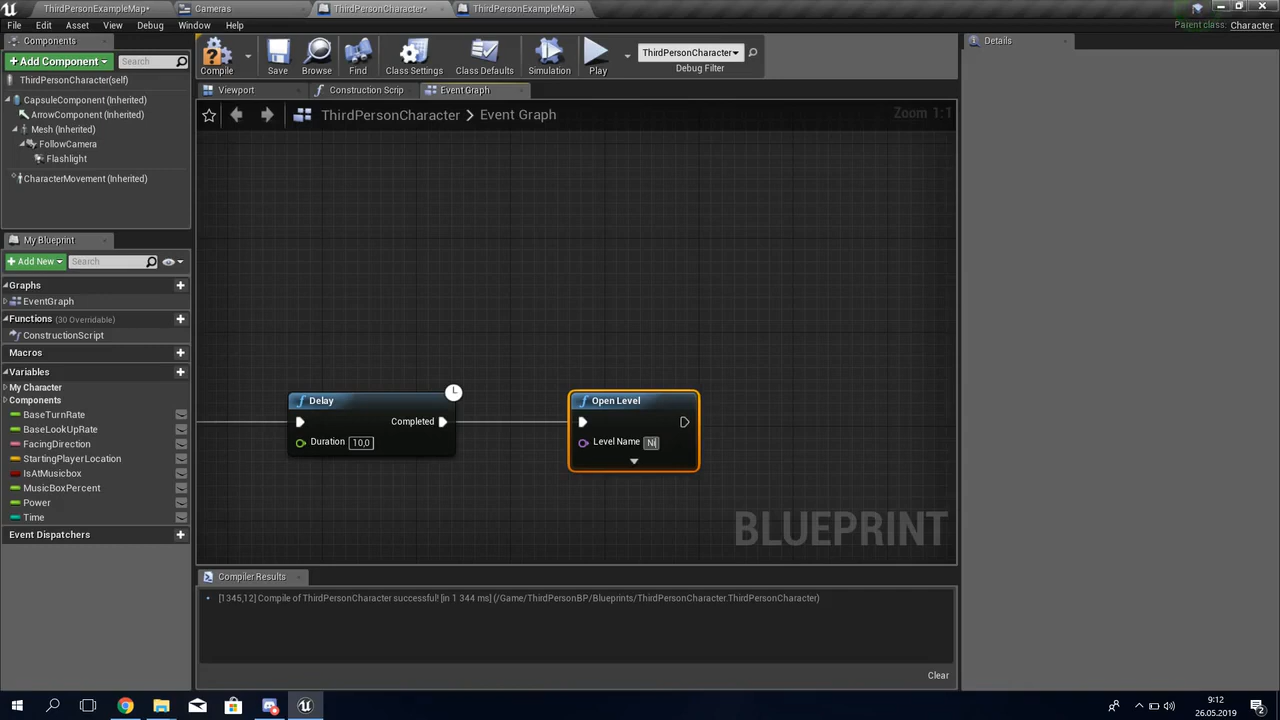 ThirdPersonExampleMap*
Cameras
ThirdPersonCharacter*
ThirdPersonExampleMap
File
Edit
Asset
View
Debug
Window
Help
Parent class: Character
Components
+ Add Component
Search
ThirdPersonCharacter(self)
CapsuleComponent (Inherited)
ArrowComponent (Inherited)
Mesh (Inherited)
FollowCamera
Flashlight
CharacterMovement (Inherited)
My Blueprint
+ Add New
Search
Graphs
EventGraph
Functions (30 Overridable)
ConstructionScript
Macros
Variables
My Character
Components
BaseTurnRate
BaseLookUpRate
FacingDirection
StartingPlayerLocation
IsAtMusicbox
MusicBoxPercent
Power
Time
Event Dispatchers
Compile
Save
Browse
Find
Class Settings
Class Defaults
Simulation
Play
ThirdPersonCharacter
Debug Filter
Viewport
Construction Scrip
Event Graph
ThirdPersonCharacter > Event Graph
Zoom 1:1
Delay
Completed
Duration 10,0
Open Level
Level Name
BLUEPRINT
Compiler Results
[1345,12] Compile of ThirdPersonCharacter successful! [in 1 344 ms] (/Game/ThirdPersonBP/Blueprints/ThirdPersonCharacter.ThirdPersonCharacter)
Clear
Details
9:12
26.05.2019
2